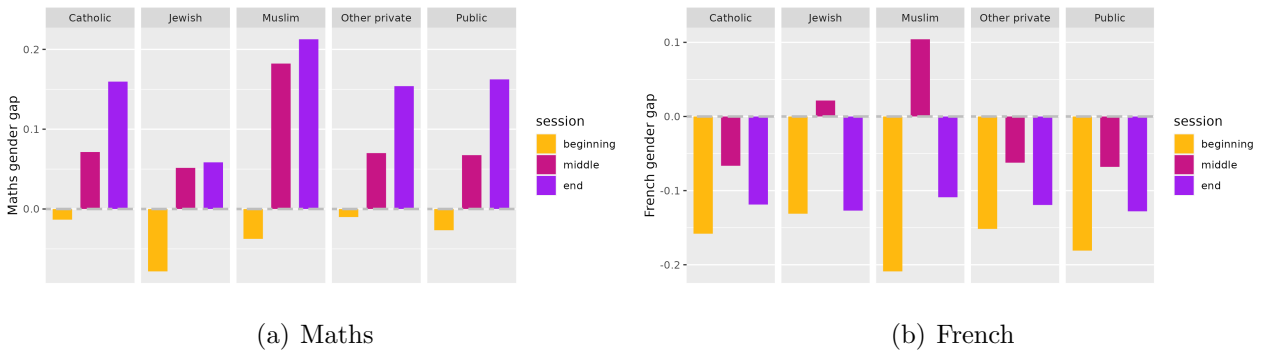 Catholic Jewish Muslim Other private Public
0.2
0.1
0.0
Maths gender gap
session
beginning
middle
end
(a) Maths
Catholic Jewish Muslim Other private Public
0.1
0.0
-0.1
-0.2
French gender gap
session
beginning
middle
end
(b) French